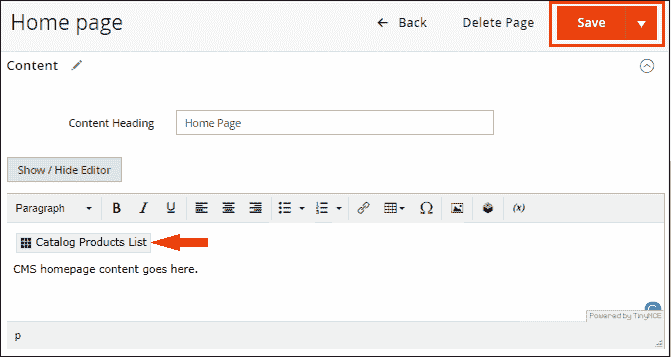 Home page
Back
Delete Page
Save
Content
Content Heading
Home Page
Show / Hide Editor
Paragraph
B I U
Ω
(x)
Catalog Products List
CMS homepage content goes here.
Powered by TinyMCE
p